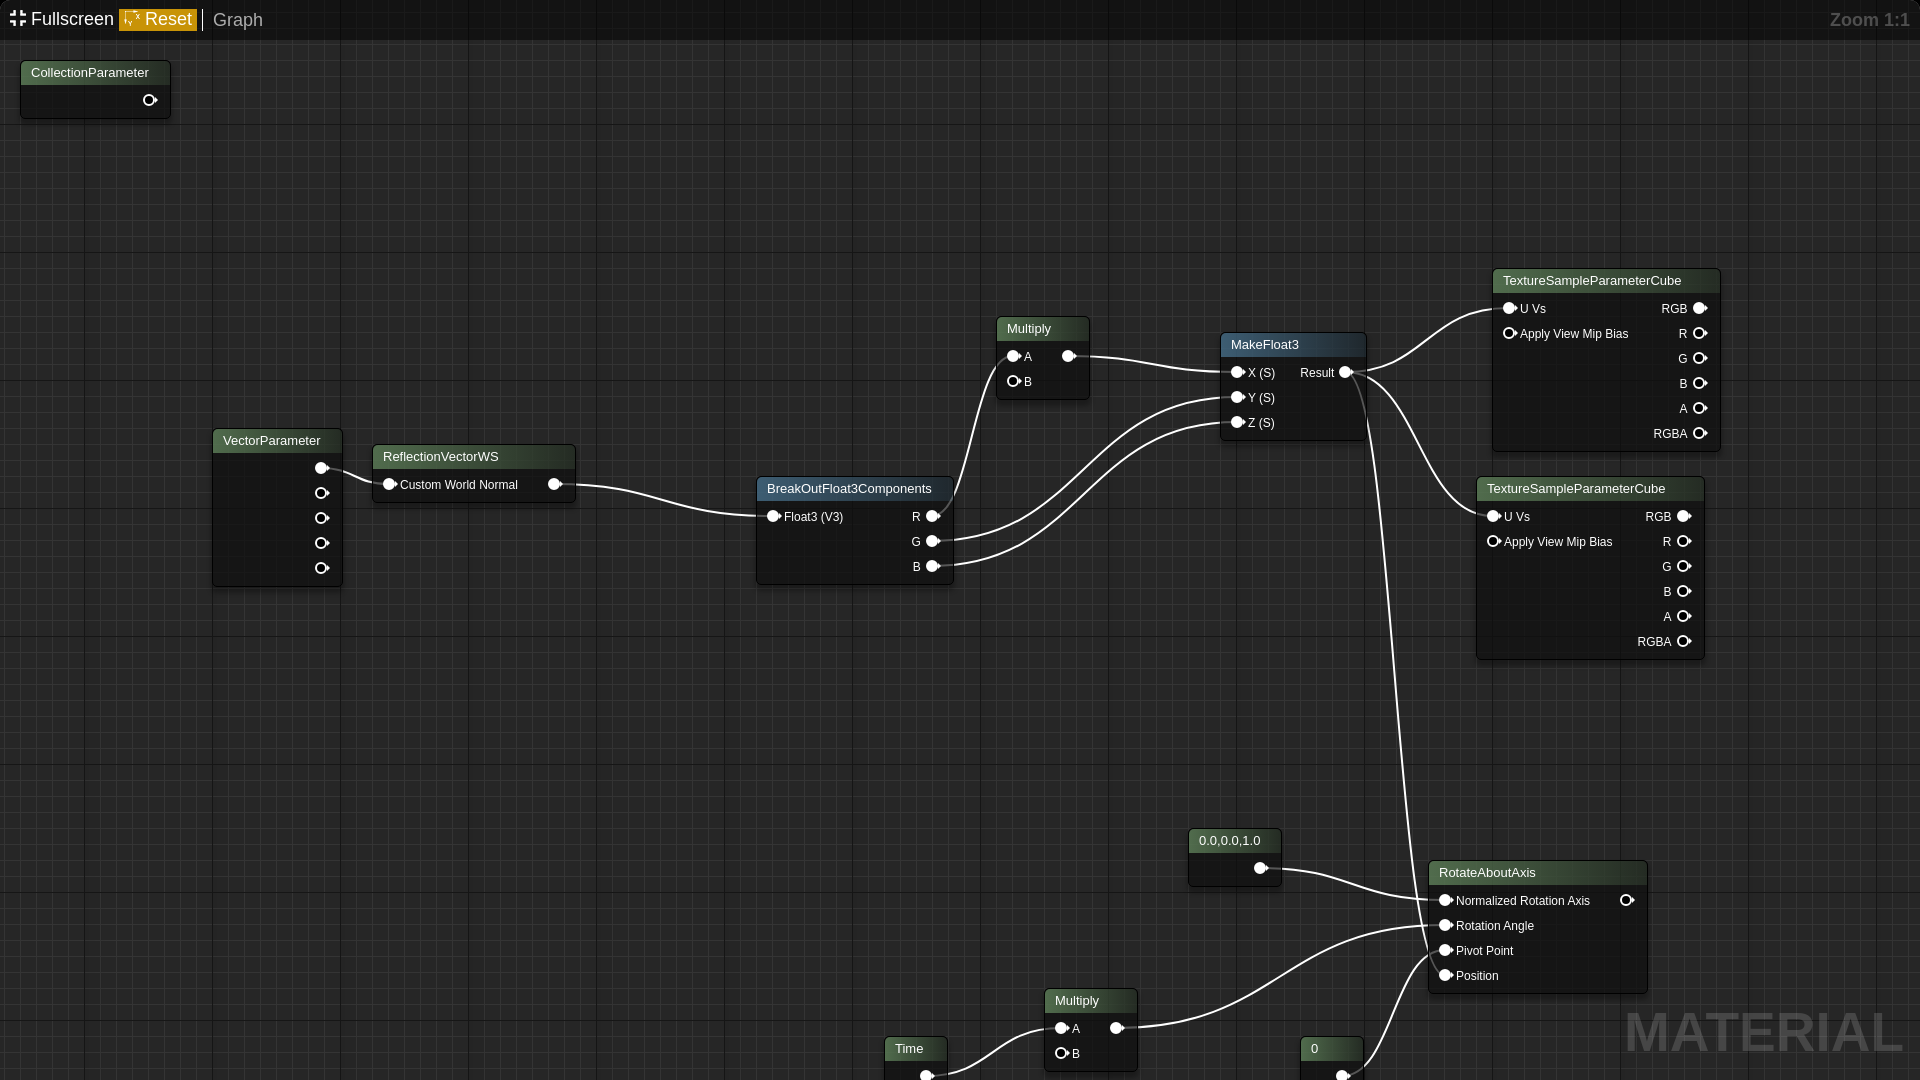 Fullscreen Reset Graph
Zoom 1:1
CollectionParameter
VectorParameter
ReflectionVectorWS
Custom World Normal
BreakOutFloat3Components
Float3 (V3) R
G
B
Multiply
A
B
MakeFloat3
X (S) Result
Y (S)
Z (S)
TextureSampleParameterCube
U Vs RGB
Apply View Mip Bias R
G
B
A
RGBA
TextureSampleParameterCube
U Vs RGB
Apply View Mip Bias R
G
B
A
RGBA
0.0,0.0,1.0
RotateAboutAxis
Normalized Rotation Axis
Rotation Angle
Pivot Point
Position
Multiply
A
B
Time
0
MATERIAL